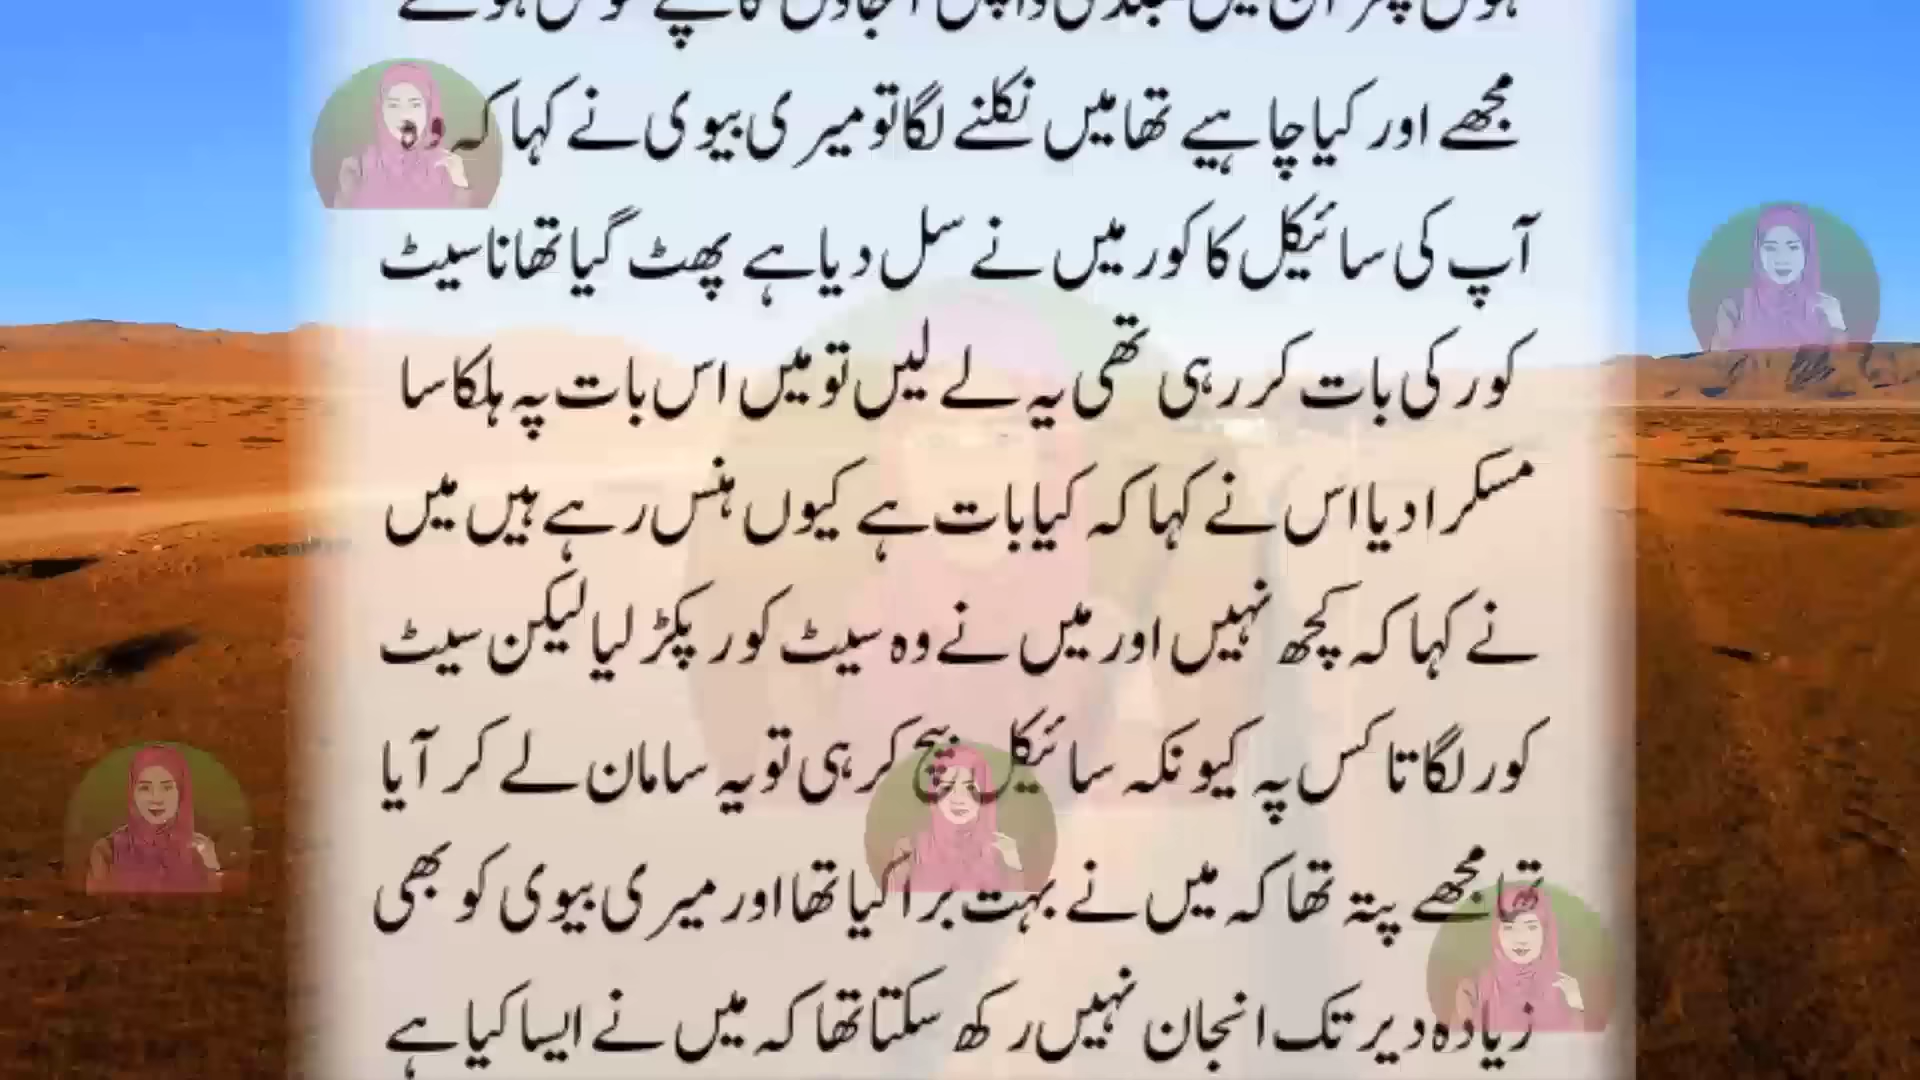 مجھے اور کیا چاہیے تھا میں نکلنے لگا تو میری بیوی نے کہا کہ وہ
آپ کی سائیکل کا کور میں نے سل دیا ہے پھٹ گیا تھا نا سیٹ
کور کی بات کر رہی تھی یہ لے لیں تو میں اس بات پہ ہلکا سا
مسکرا دیا اس نے کہا کہ کیا بات ہے کیوں ہنس رہے ہیں میں
نے کہا کہ کچھ نہیں اور میں نے وہ سیٹ کور پکڑ لیا لیکن سیٹ
کور لگاتا کس پہ کیونکہ سائیکل بیچ کر ہی تو یہ سامان لے کر آیا
تھا مجھے پتہ تھا کہ میں نے بہت برا کیا تھا اور میری بیوی کو بھی
زیادہ دیر تک انجان نہیں رکھ سکتا تھا کہ میں نے ایسا کیا ہے